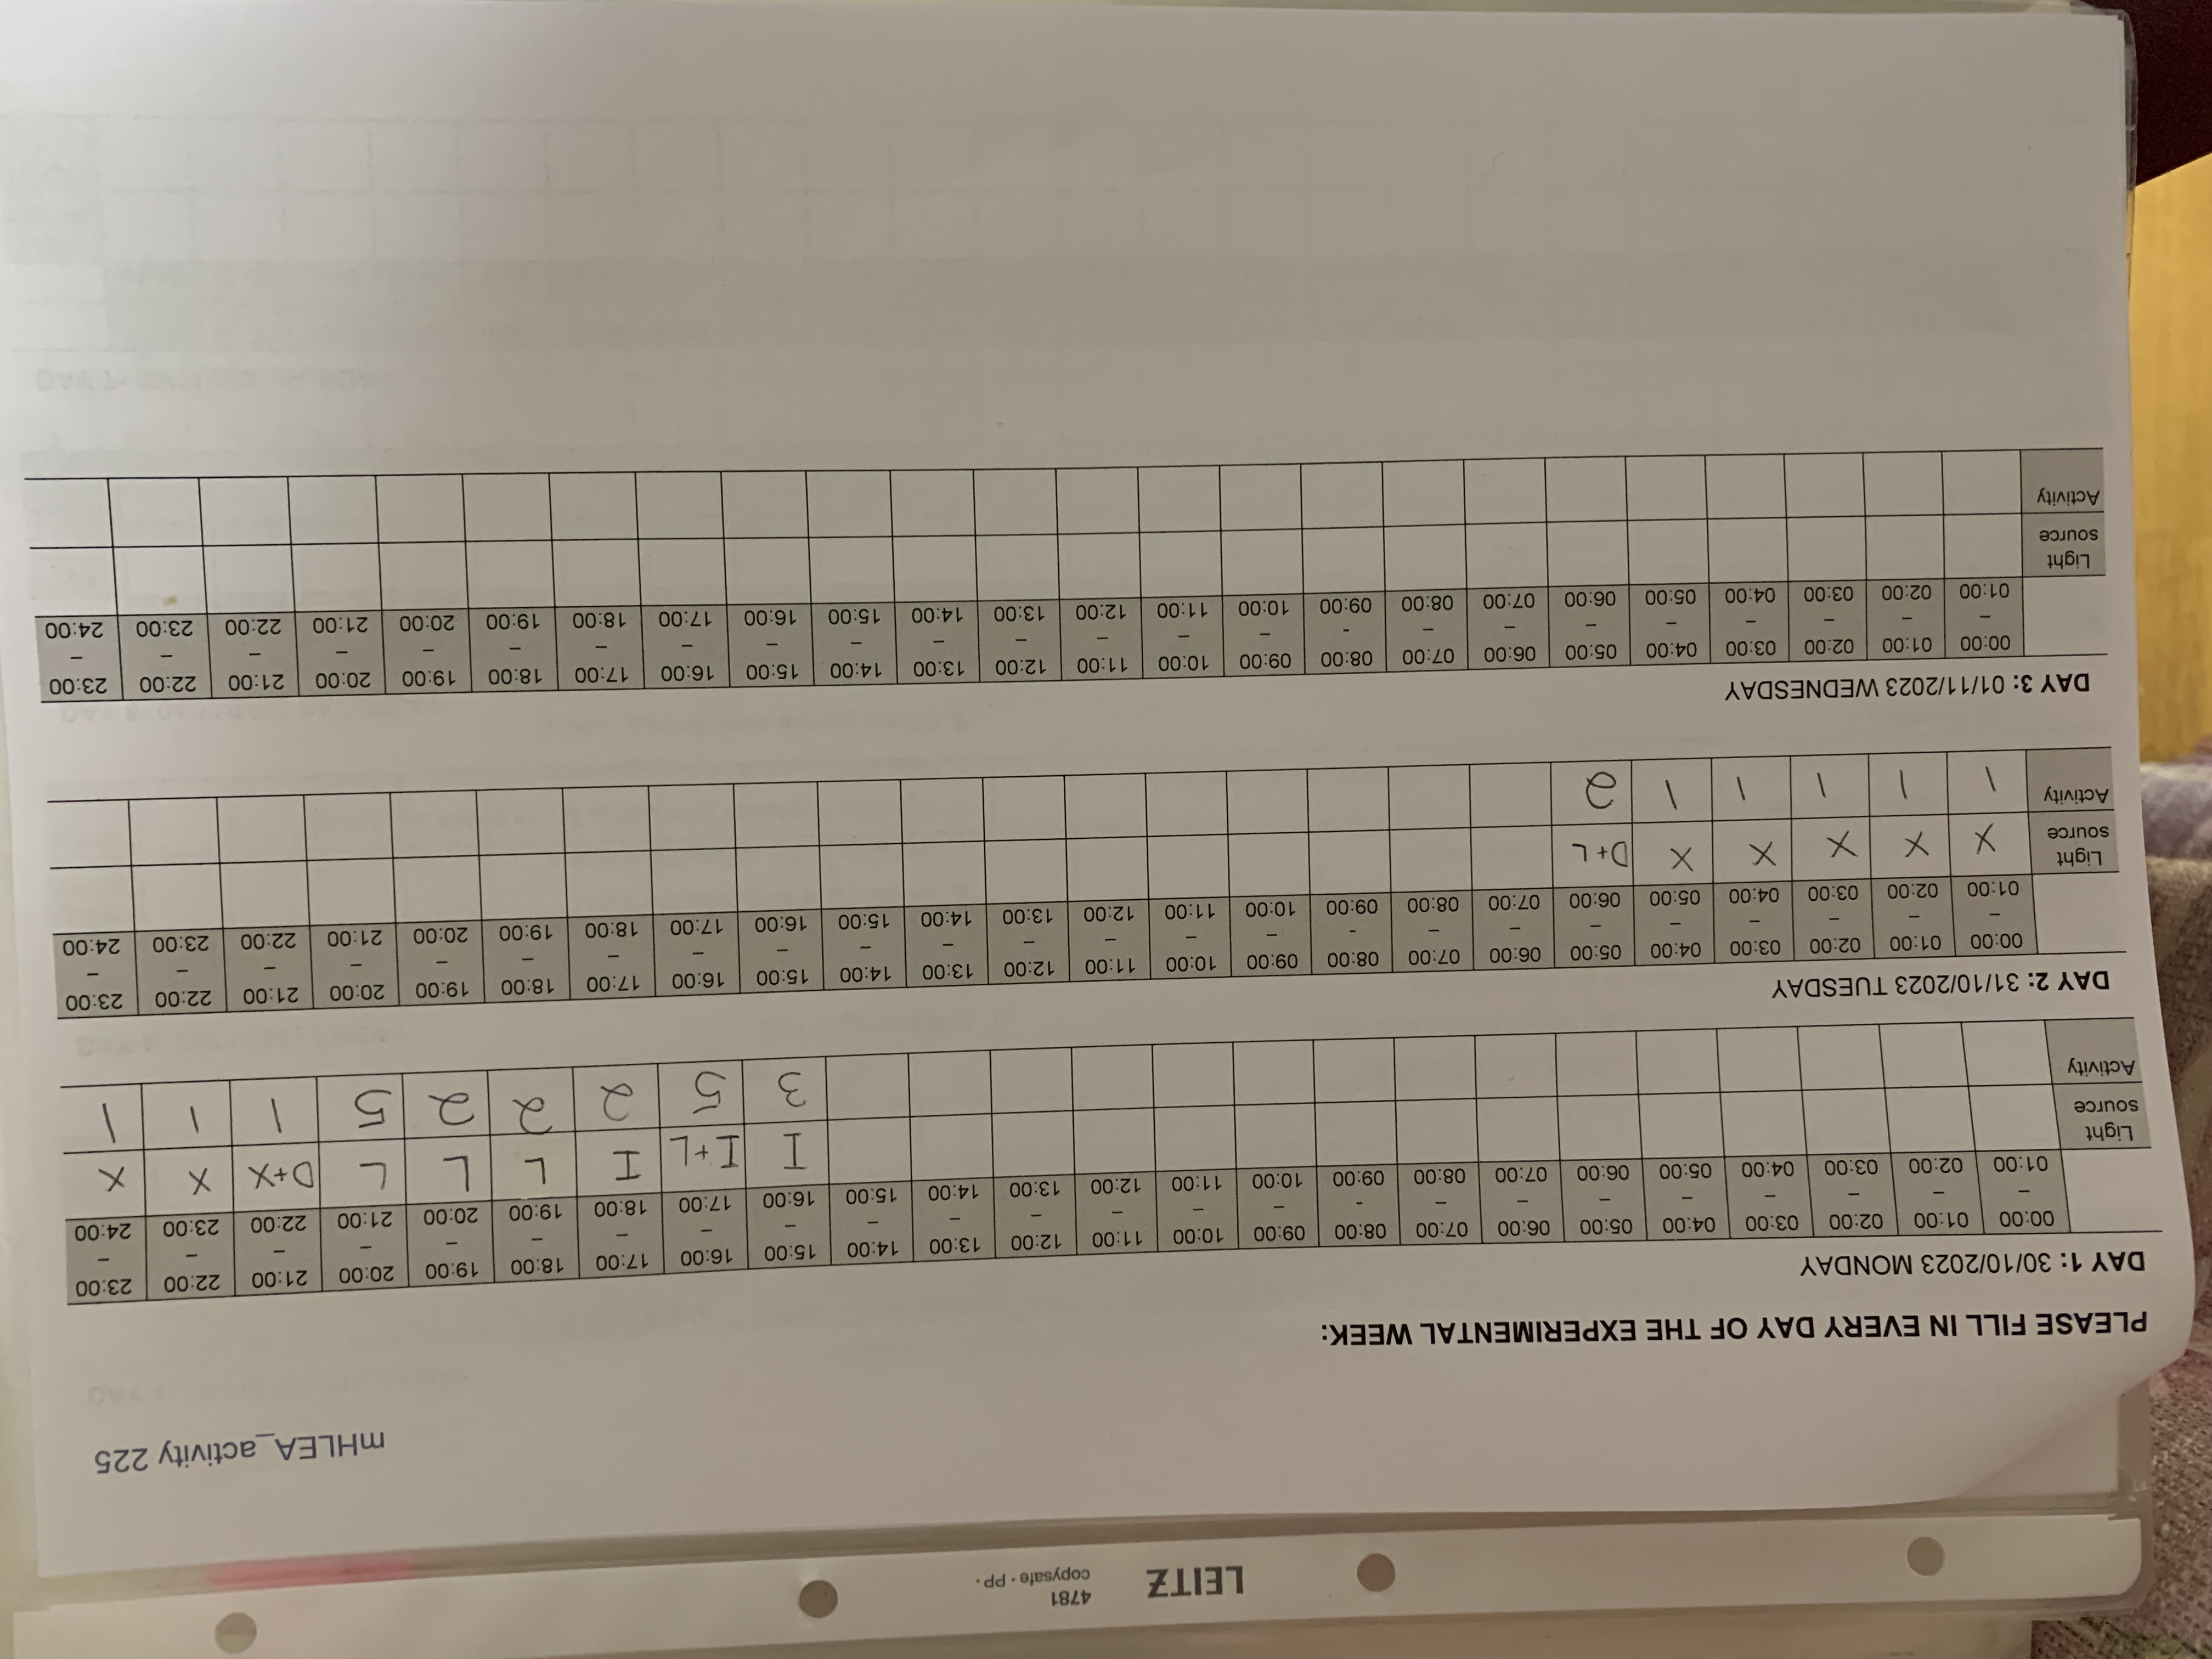 LEITZ 4781
copysafe • PP •
mHLEA_activity 225
PLEASE FILL IN EVERY DAY OF THE EXPERIMENTAL WEEK:
DAY 1: 30/10/2023 MONDAY
00:00 – 01:00 01:00 – 02:00 02:00 – 03:00 03:00 – 04:00 04:00 – 05:00 05:00 – 06:00 06:00 – 07:00 07:00 – 08:00 08:00 - 09:00 09:00 – 10:00 10:00 – 11:00 11:00 – 12:00 12:00 – 13:00 13:00 – 14:00 14:00 – 15:00 15:00 – 16:00 16:00 – 17:00 17:00 – 18:00 18:00 – 19:00 19:00 – 20:00 20:00 – 21:00 21:00 – 22:00 22:00 – 23:00 23:00 – 24:00
Light source I I+L I L L L D+X X X
Activity 3 5 2 2 2 5 1 1 1
DAY 2: 31/10/2023 TUESDAY
00:00 – 01:00 01:00 – 02:00 02:00 – 03:00 03:00 – 04:00 04:00 – 05:00 05:00 – 06:00 06:00 – 07:00 07:00 – 08:00 08:00 - 09:00 09:00 – 10:00 10:00 – 11:00 11:00 – 12:00 12:00 – 13:00 13:00 – 14:00 14:00 – 15:00 15:00 – 16:00 16:00 – 17:00 17:00 – 18:00 18:00 – 19:00 19:00 – 20:00 20:00 – 21:00 21:00 – 22:00 22:00 – 23:00 23:00 – 24:00
Light source X X X X X D+L
Activity 1 1 1 1 1 2
DAY 3: 01/11/2023 WEDNESDAY
00:00 – 01:00 01:00 – 02:00 02:00 – 03:00 03:00 – 04:00 04:00 – 05:00 05:00 – 06:00 06:00 – 07:00 07:00 – 08:00 08:00 - 09:00 09:00 – 10:00 10:00 – 11:00 11:00 – 12:00 12:00 – 13:00 13:00 – 14:00 14:00 – 15:00 15:00 – 16:00 16:00 – 17:00 17:00 – 18:00 18:00 – 19:00 19:00 – 20:00 20:00 – 21:00 21:00 – 22:00 22:00 – 23:00 23:00 – 24:00
Light source
Activity